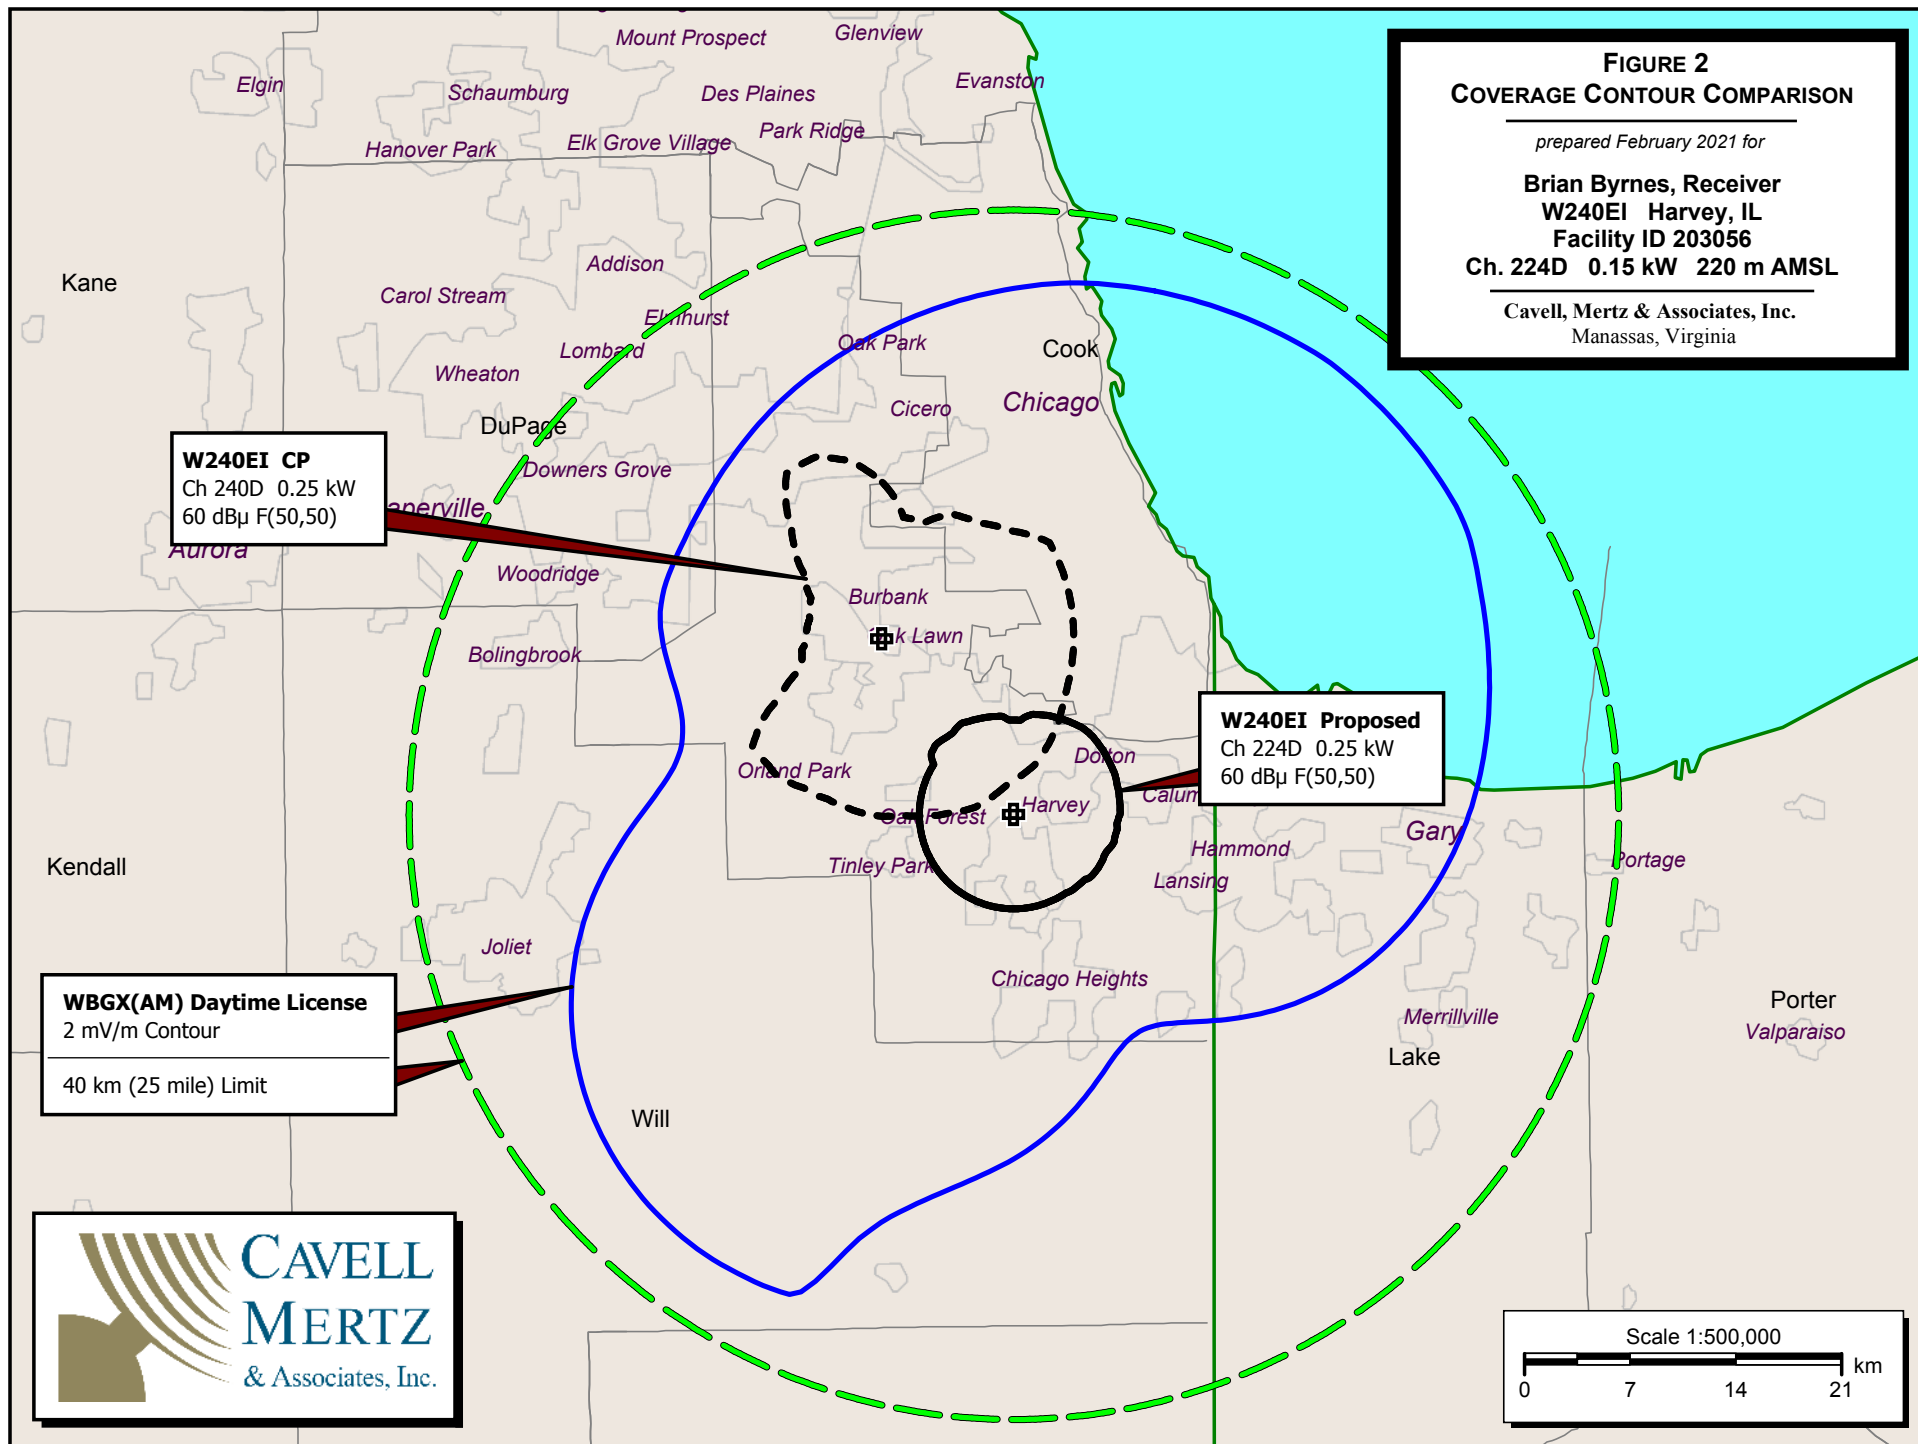 Mount Prospect
Glenview
Elgin
Schaumburg
Des Plaines
Evanston
Hanover Park
Elk Grove Village
Park Ridge
FIGURE 2
COVERAGE CONTOUR COMPARISON
prepared February 2021 for
Brian Byrnes, Receiver
W240EI Harvey, IL
Facility ID 203056
Ch. 224D 0.15 kW 220 m AMSL
Cavell, Mertz & Associates, Inc.
Manassas, Virginia
Kane
Addison
Carol Stream
Elmhurst
Lombard
Oak Park
Cook
Wheaton
Cicero
Chicago
DuPage
Downers Grove
W240EI CP
Ch 240D 0.25 kW
60 dBµ F(50,50)
aperville
Aurora
Woodridge
Burbank
k Lawn
Bolingbrook
W240EI Proposed
Ch 224D 0.25 kW
60 dBµ F(50,50)
Dolton
Orland Park
Calum
Harvey
Oak Forest
Gary
Hammond
Portage
Kendall
Tinley Park
Lansing
Joliet
Chicago Heights
WBGX(AM) Daytime License
2 mV/m Contour
40 km (25 mile) Limit
Merrillville
Porter
Valparaiso
Lake
Will
CAVELL
MERTZ
& Associates, Inc.
Scale 1:500,000
km
0 7 14 21